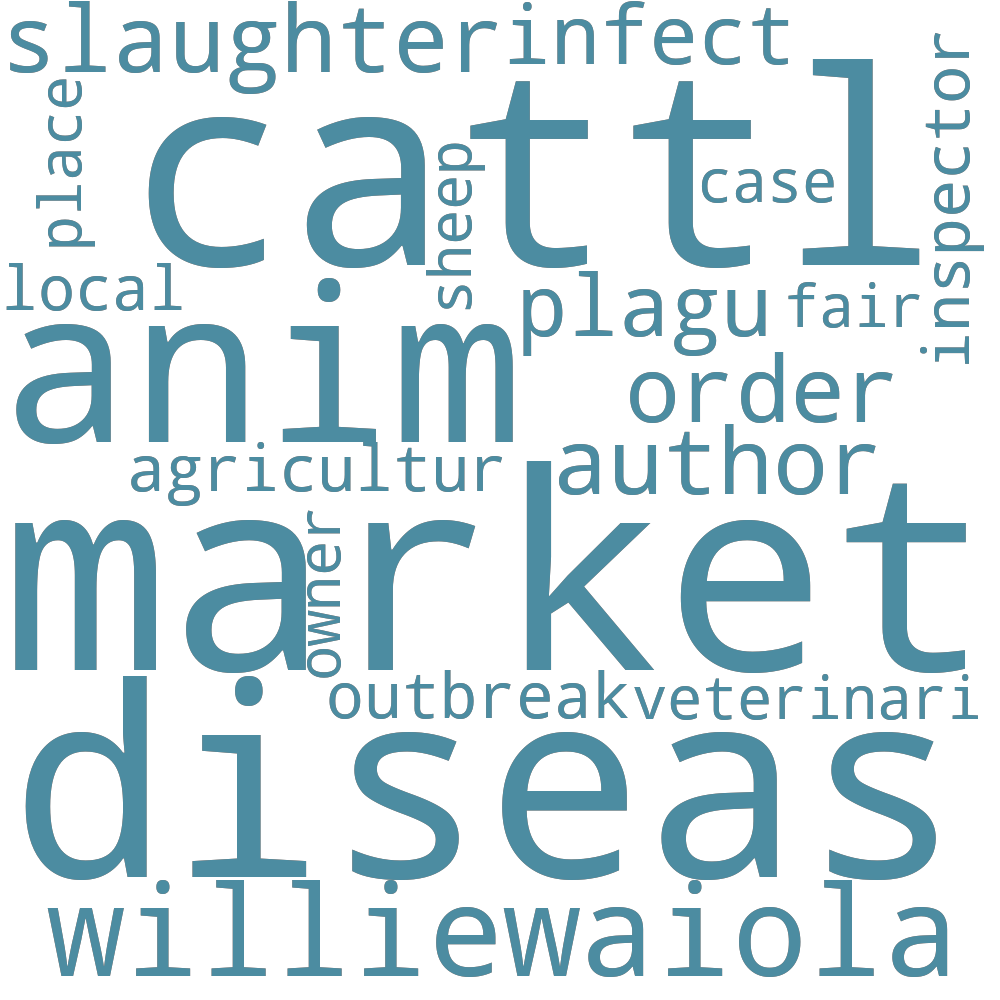 slaughter
infect
place
cattl
inspector
sheep
case
local
anim
plagu
fair
order
agricultur
author
market
owner
outbreak
veterinari
diseas
williewaiola